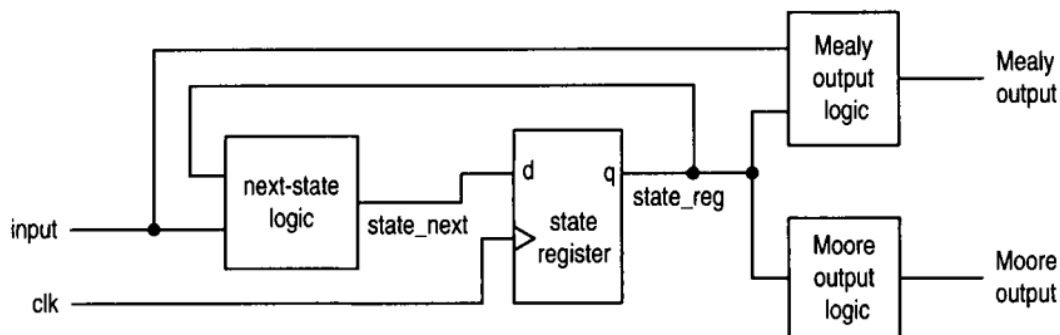 Mealy
output
logic
Mealy
output
next-state
logic
d
q
state_next
state
register
state_reg
input
clk
Moore
output
logic
Moore
output